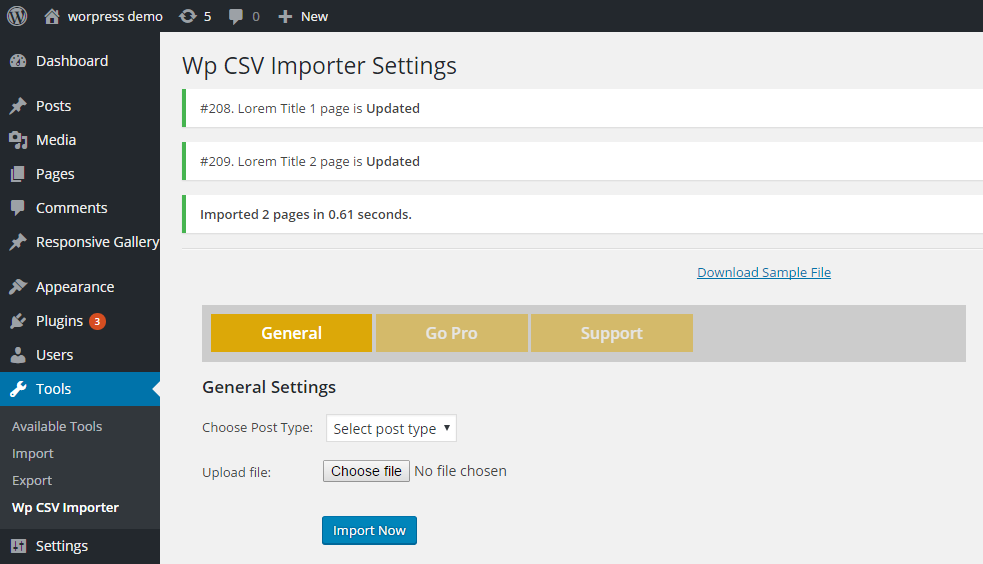 worpress demo 5 0 New
Dashboard
Posts
Media
Pages
Comments
Responsive Gallery
Appearance
Plugins 3
Users
Tools
Available Tools
Import
Export
Wp CSV Importer
Settings
Wp CSV Importer Settings
#208. Lorem Title 1 page is Updated
#209. Lorem Title 2 page is Updated
Imported 2 pages in 0.61 seconds.
Download Sample File
General Go Pro Support
General Settings
Choose Post Type: Select post type
Upload file: Choose file No file chosen
Import Now